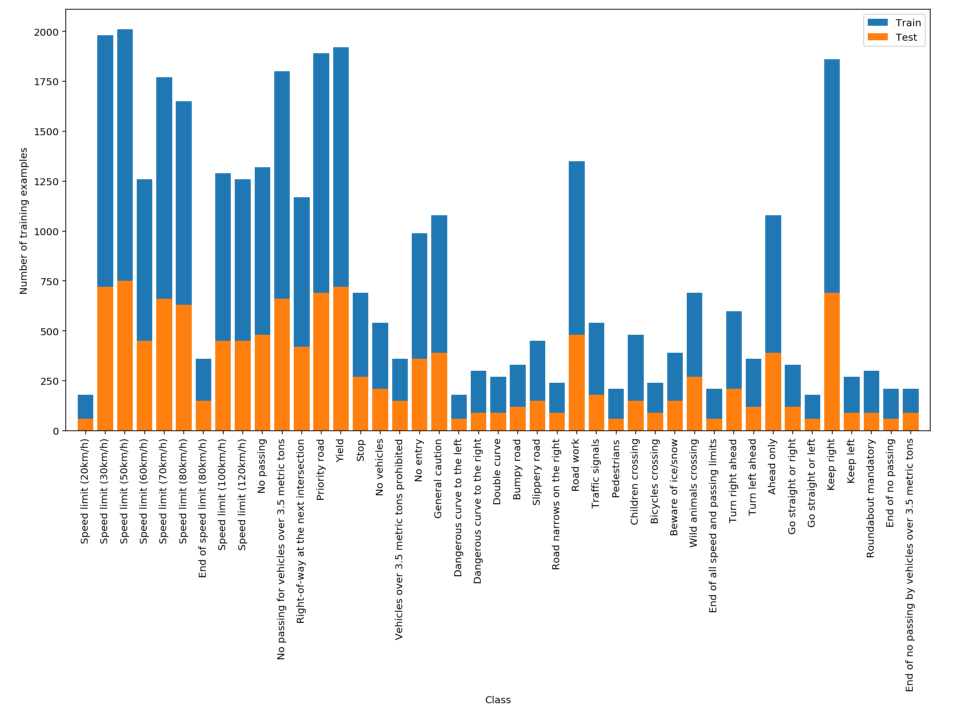 Train
Test
Number of training examples
2000
1750
1500
1250
1000
750
500
250
0
Speed limit (20km/h)
Speed limit (30km/h)
Speed limit (50km/h)
Speed limit (60km/h)
Speed limit (70km/h)
Speed limit (80km/h)
End of speed limit (80km/h)
Speed limit (100km/h)
Speed limit (120km/h)
No passing
No passing for vehicles over 3.5 metric tons
Right-of-way at the next intersection
Priority road
Yield
Stop
No vehicles
Vehicles over 3.5 metric tons prohibited
No entry
General caution
Dangerous curve to the left
Dangerous curve to the right
Double curve
Bumpy road
Slippery road
Road narrows on the right
Road work
Traffic signals
Pedestrians
Children crossing
Bicycles crossing
Beware of ice/snow
Wild animals crossing
End of all speed and passing limits
Turn right ahead
Turn left ahead
Ahead only
Go straight or right
Go straight or left
Keep right
Keep left
Roundabout mandatory
End of no passing
End of no passing by vehicles over 3.5 metric tons
Class